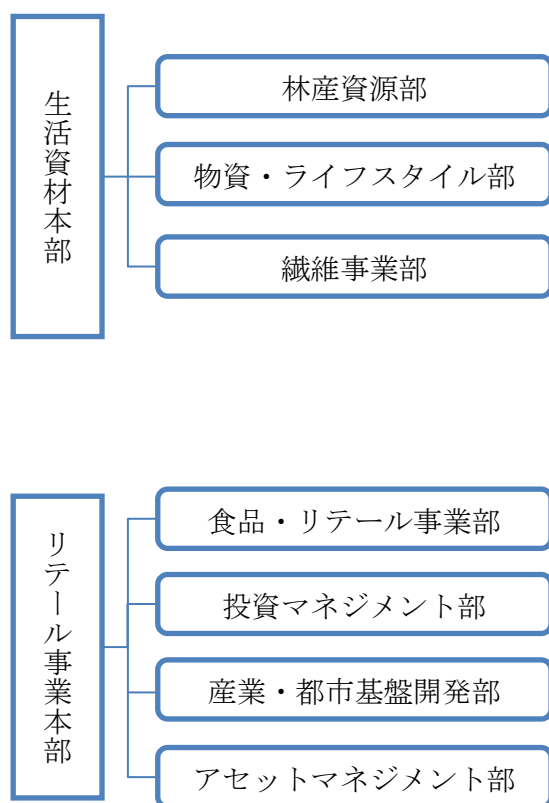 生活資材本部
林産資源部
物資・ライフスタイル部
繊維事業部
リテール事業本部
食品・リテール事業部
投資マネジメント部
産業・都市基盤開発部
アセットマネジメント部